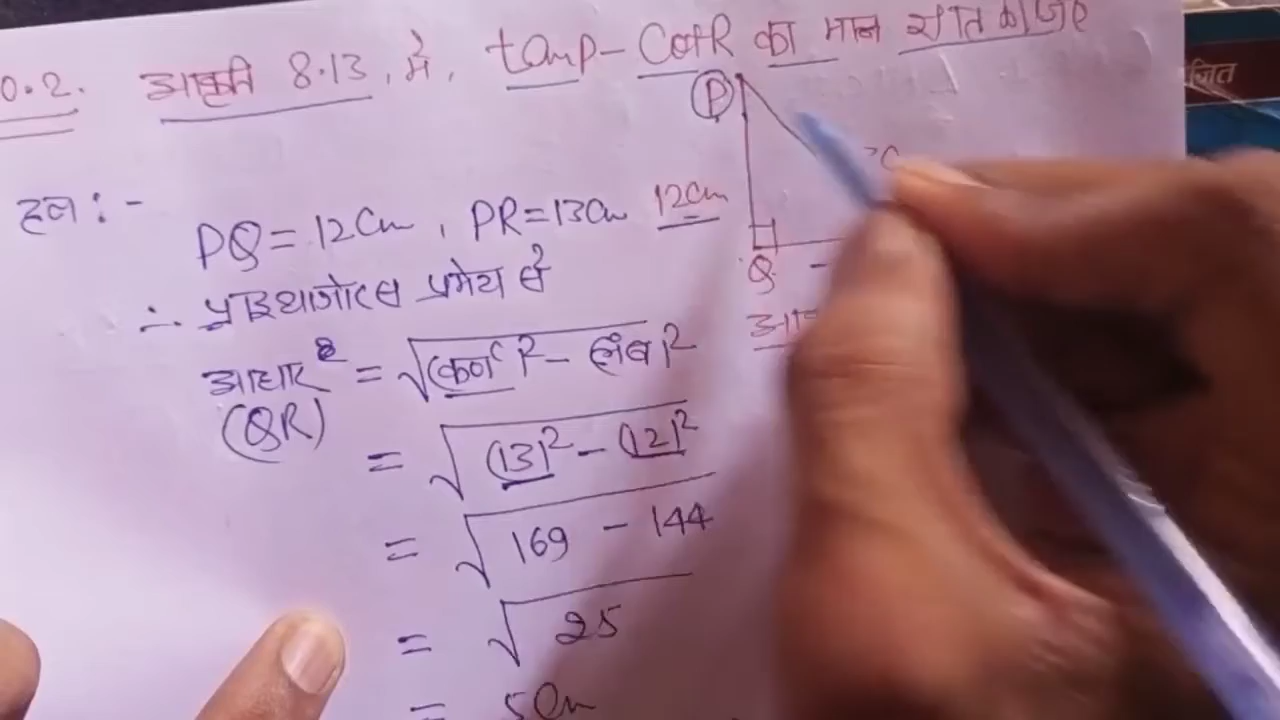 0.2. आकृती 8.13, में, tanP - CotR का मान ज्ञात कीजिए
जित
P
हल :-
PQ = 12Cm, PR = 13Cm 12Cm
Q
∴ पाइथागोरस प्रमेय से
आधार = √(कर्ण)² - (लंब)²
(QR)
= √(13)² - (12)²
= √169 - 144
= √25
= 5Cm